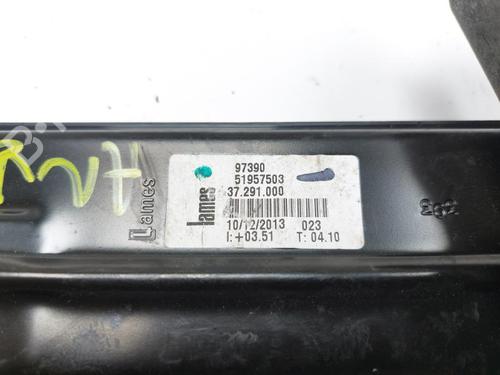 97390
51957503
37.291.000
10/12/2013 023
I:+03.51 T: 04.10
Lames
Lames